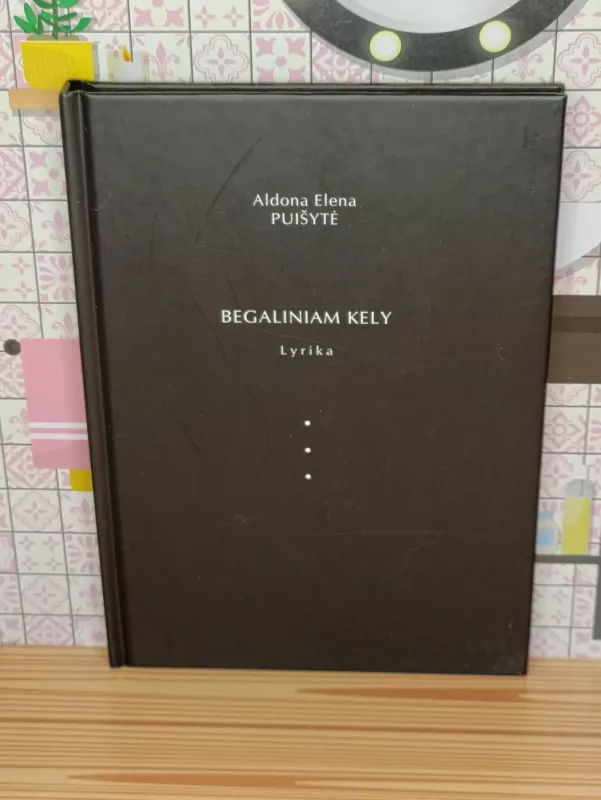 Aldona Elena
PUIŠYTĖ
BEGALINIAM KELY
Lyrika